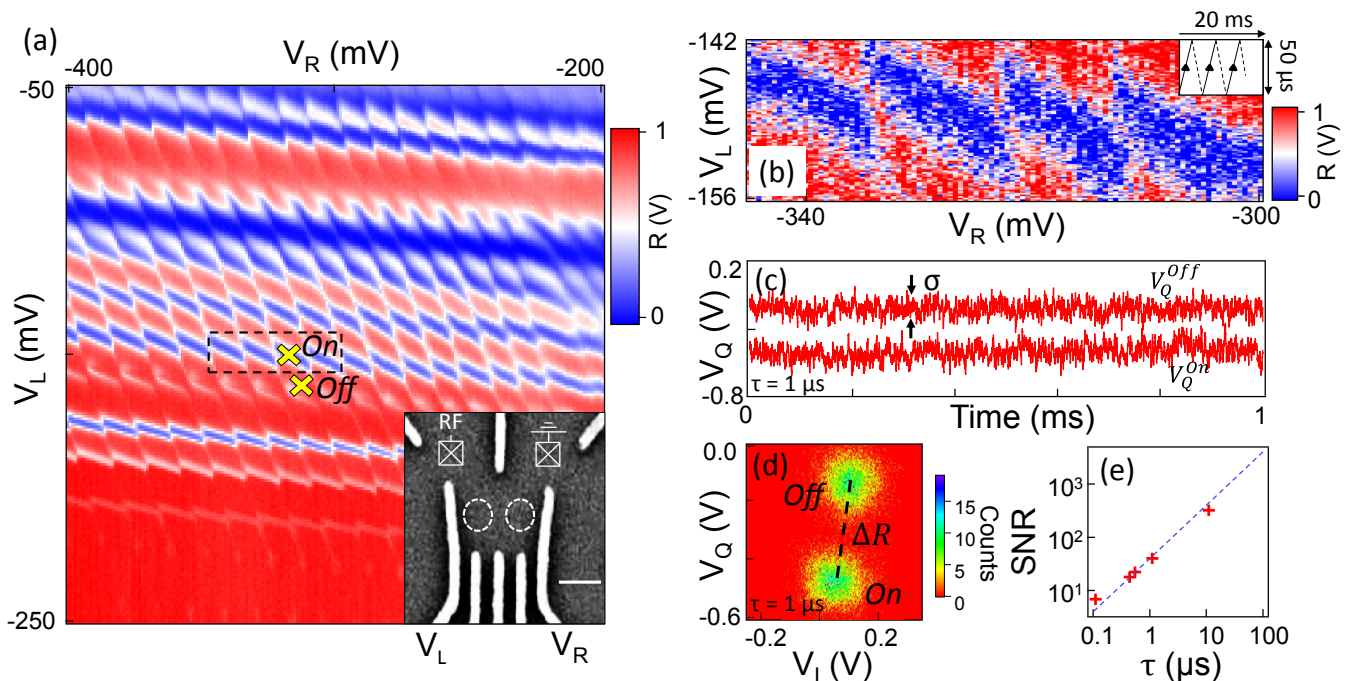 (a)
V_R (mV)
-400
-200
-50
V_L (mV)
-250
1
R (V)
0
On
Off
RF
V_L
V_R
-142
V_L (mV)
-156
(b)
-340
V_R (mV)
-300
20 ms
50 µs
1
R (V)
0
0.2
(c)
σ
V_Q^Off
V_Q (V)
V_Q^On
-0.8
τ = 1 µs
0
Time (ms)
1
0.0
(d)
Off
V_Q (V)
ΔR
On
-0.6
τ = 1 µs
-0.2
0.2
V_I (V)
15
10
5
0
Counts
(e)
10^3
10^2
10^1
SNR
0.1
1
10
100
τ (µs)